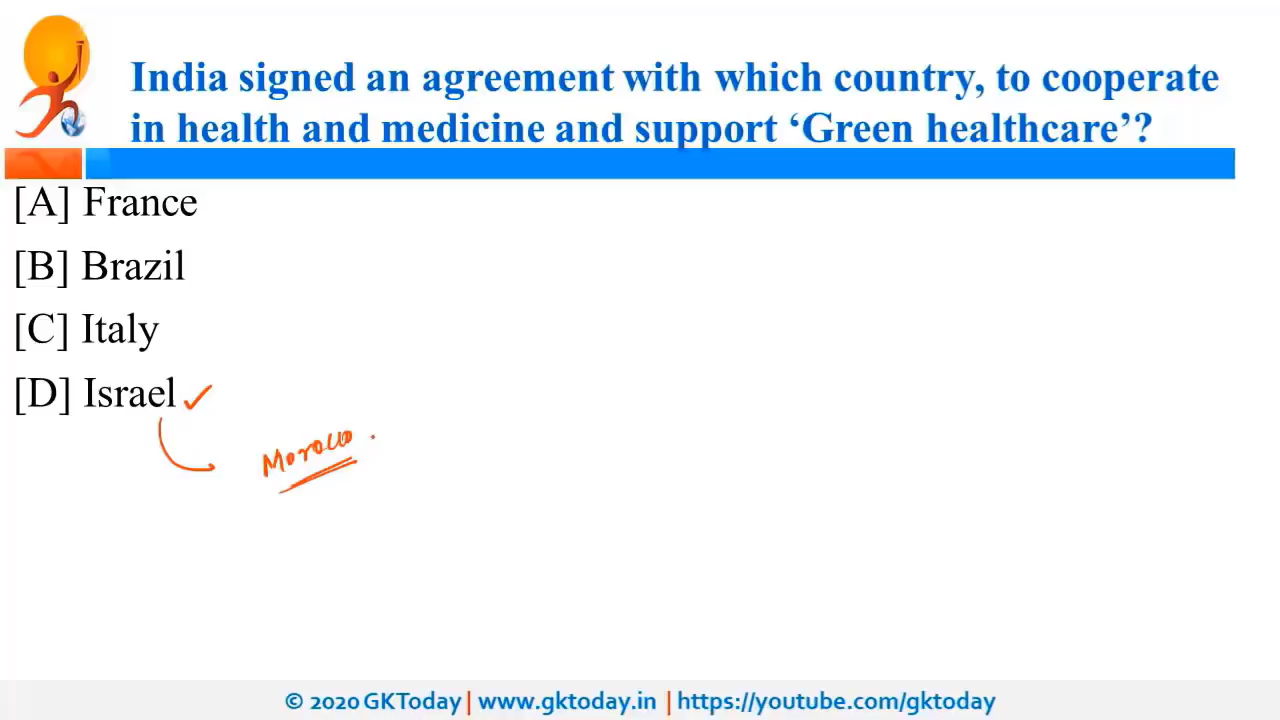 India signed an agreement with which country, to cooperate
in health and medicine and support ‘Green healthcare’?
[A] France
[B] Brazil
[C] Italy
[D] Israel
Morocco.
© 2020 GKToday | www.gktoday.in | https://youtube.com/gktoday